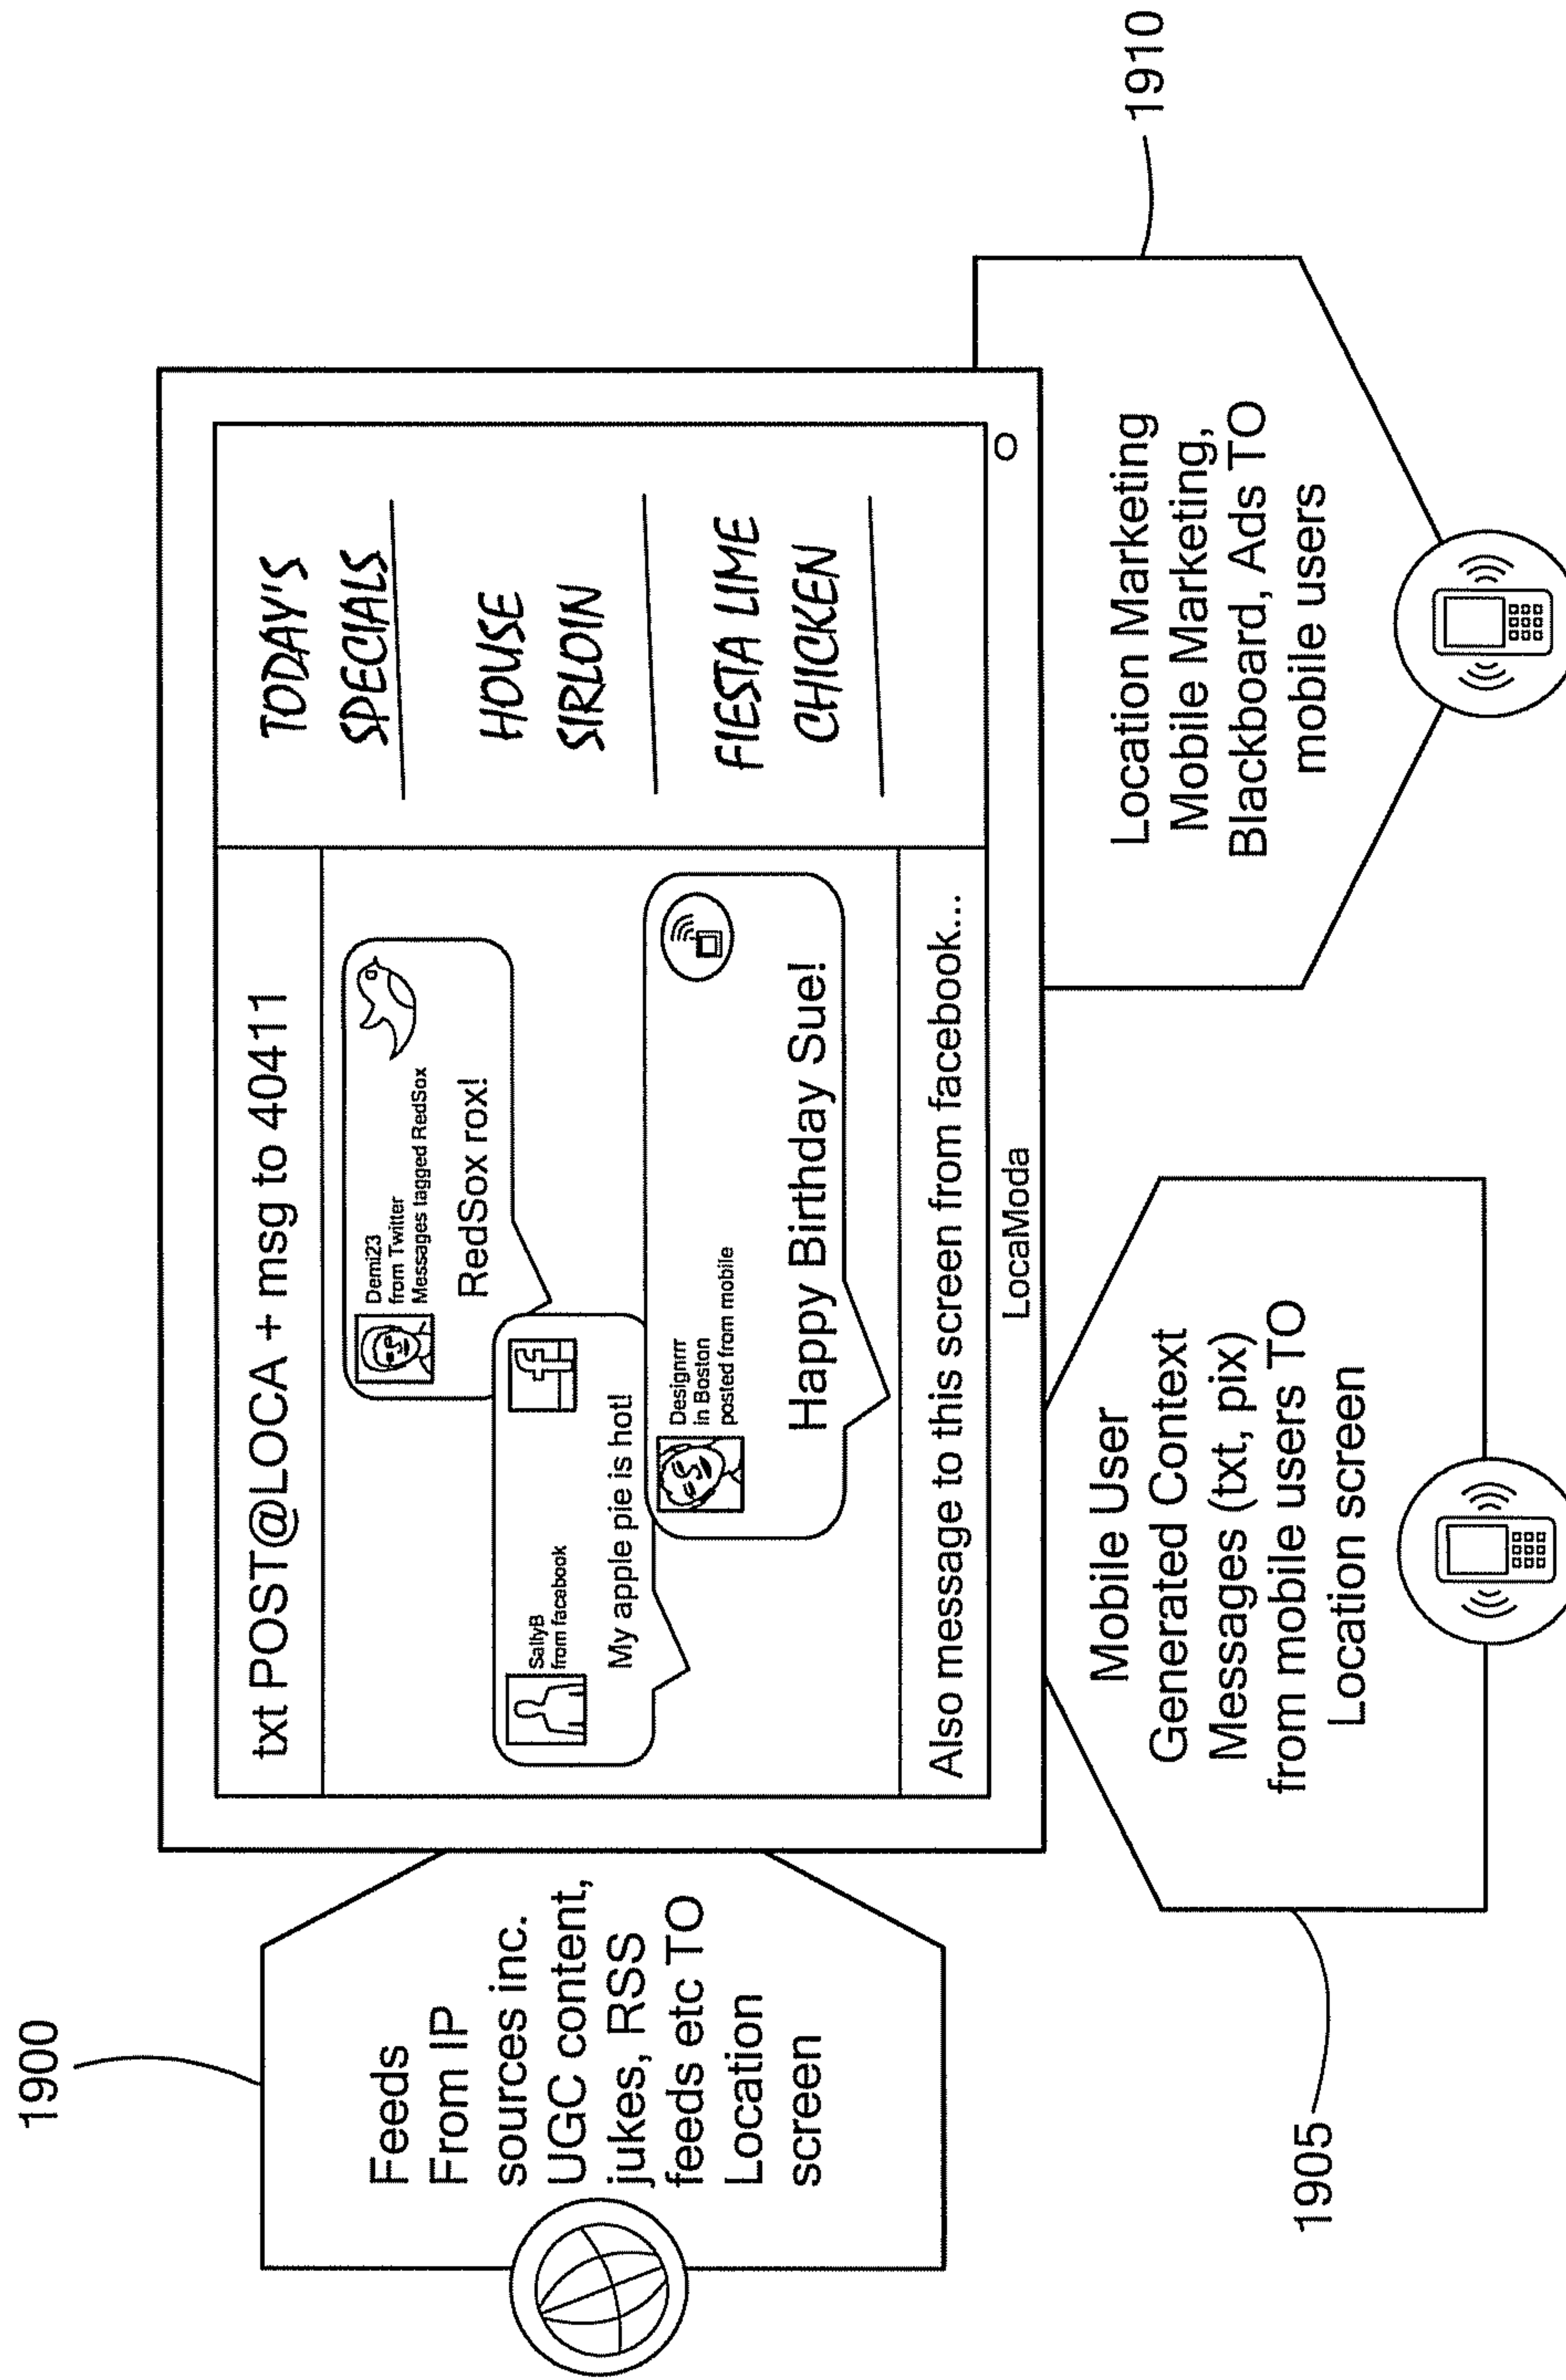 1900
Feeds
From IP
sources inc.
UGC content,
jukes, RSS
feeds etc TO
Location
screen
txt POST@LOCA + msg to 40411
Demi23
from Twitter
Messages tagged RedSox
RedSox rox!
SallyB
from facebook
My apple pie is hot!
Designrrr
in Boston
posted from mobile
Happy Birthday Sue!
Also message to this screen from facebook...
TODAY'S
SPECIALS
HOUSE
SIRLOIN
FIESTA LIME
CHICKEN
LocaModa
1905
Mobile User
Generated Context
Messages (txt, pix)
from mobile users TO
Location screen
Location Marketing
Mobile Marketing,
Blackboard, Ads TO
mobile users
1910